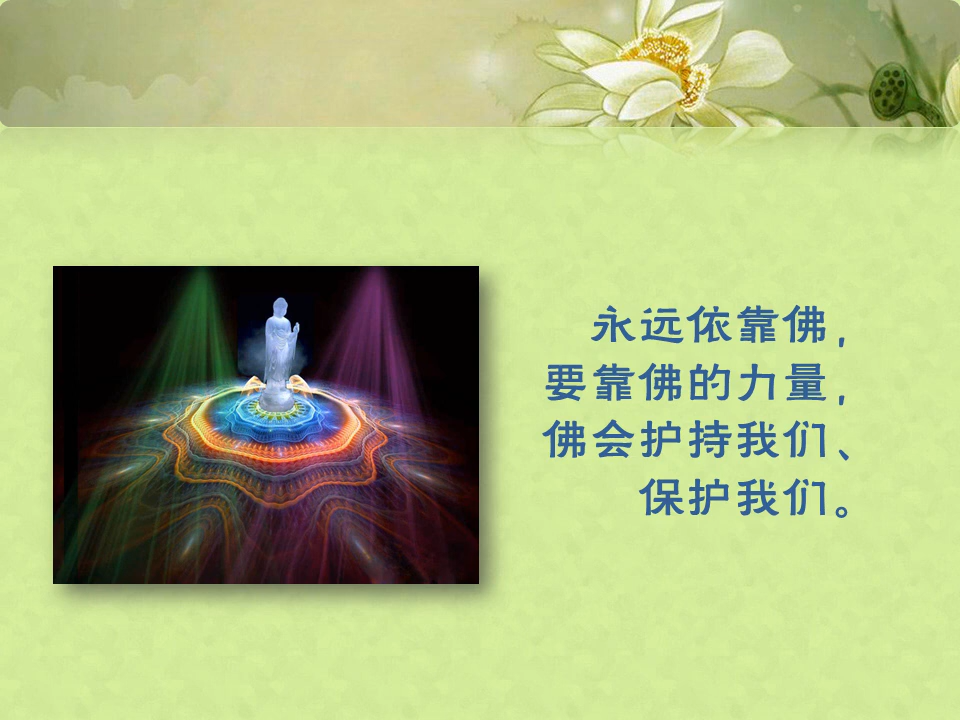 永远依靠佛，
要靠佛的力量，
佛会护持我们、
保护我们。